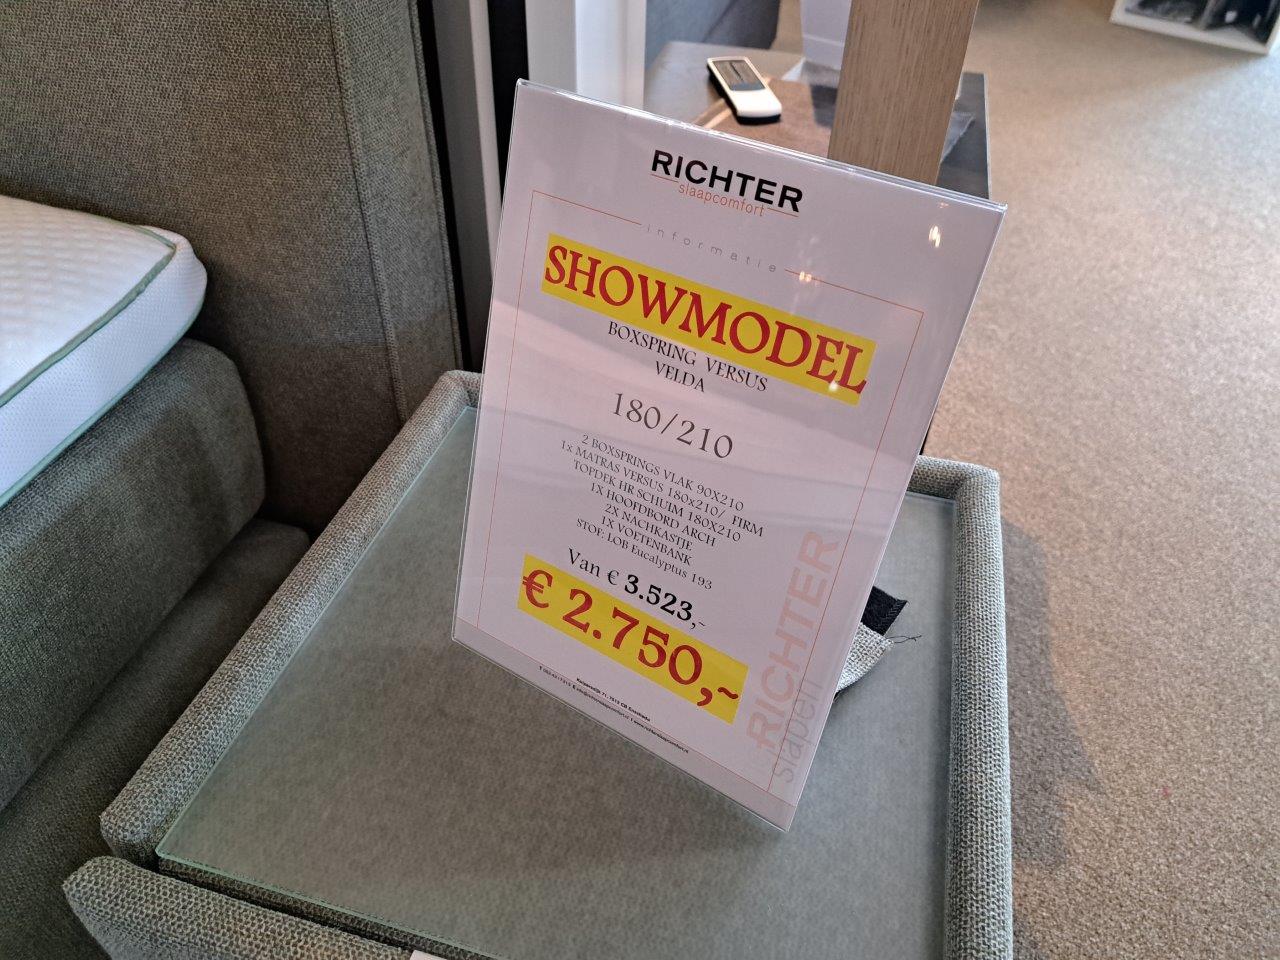 RICHTER
slaapcomfort
informatie
SHOWMODEL
BOXSPRING VERSUS
VELDA
180/210
2 BOXSPRINGS VLAK 90X210
1x MATRAS VERSUS 180x210/ FIRM
TOPDEK HR SCHUIM 180X210
1X HOOFDBORD ARCH
2X NACHKASTJE
1X VOETENBANK
STOF: LOB Eucalyptus 193
Van € 3.523,-
€ 2.750,~
RICHTER
slapen